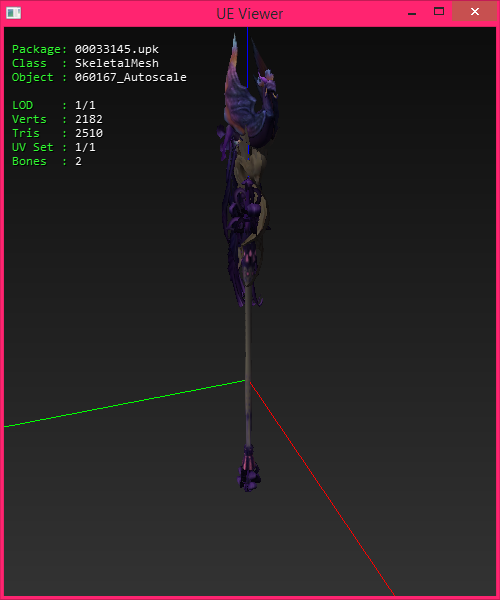 UE Viewer
Package: 00033145.upk
Class  : SkeletalMesh
Object : 060167_Autoscale
LOD    : 1/1
Verts  : 2182
Tris   : 2510
UV Set : 1/1
Bones  : 2